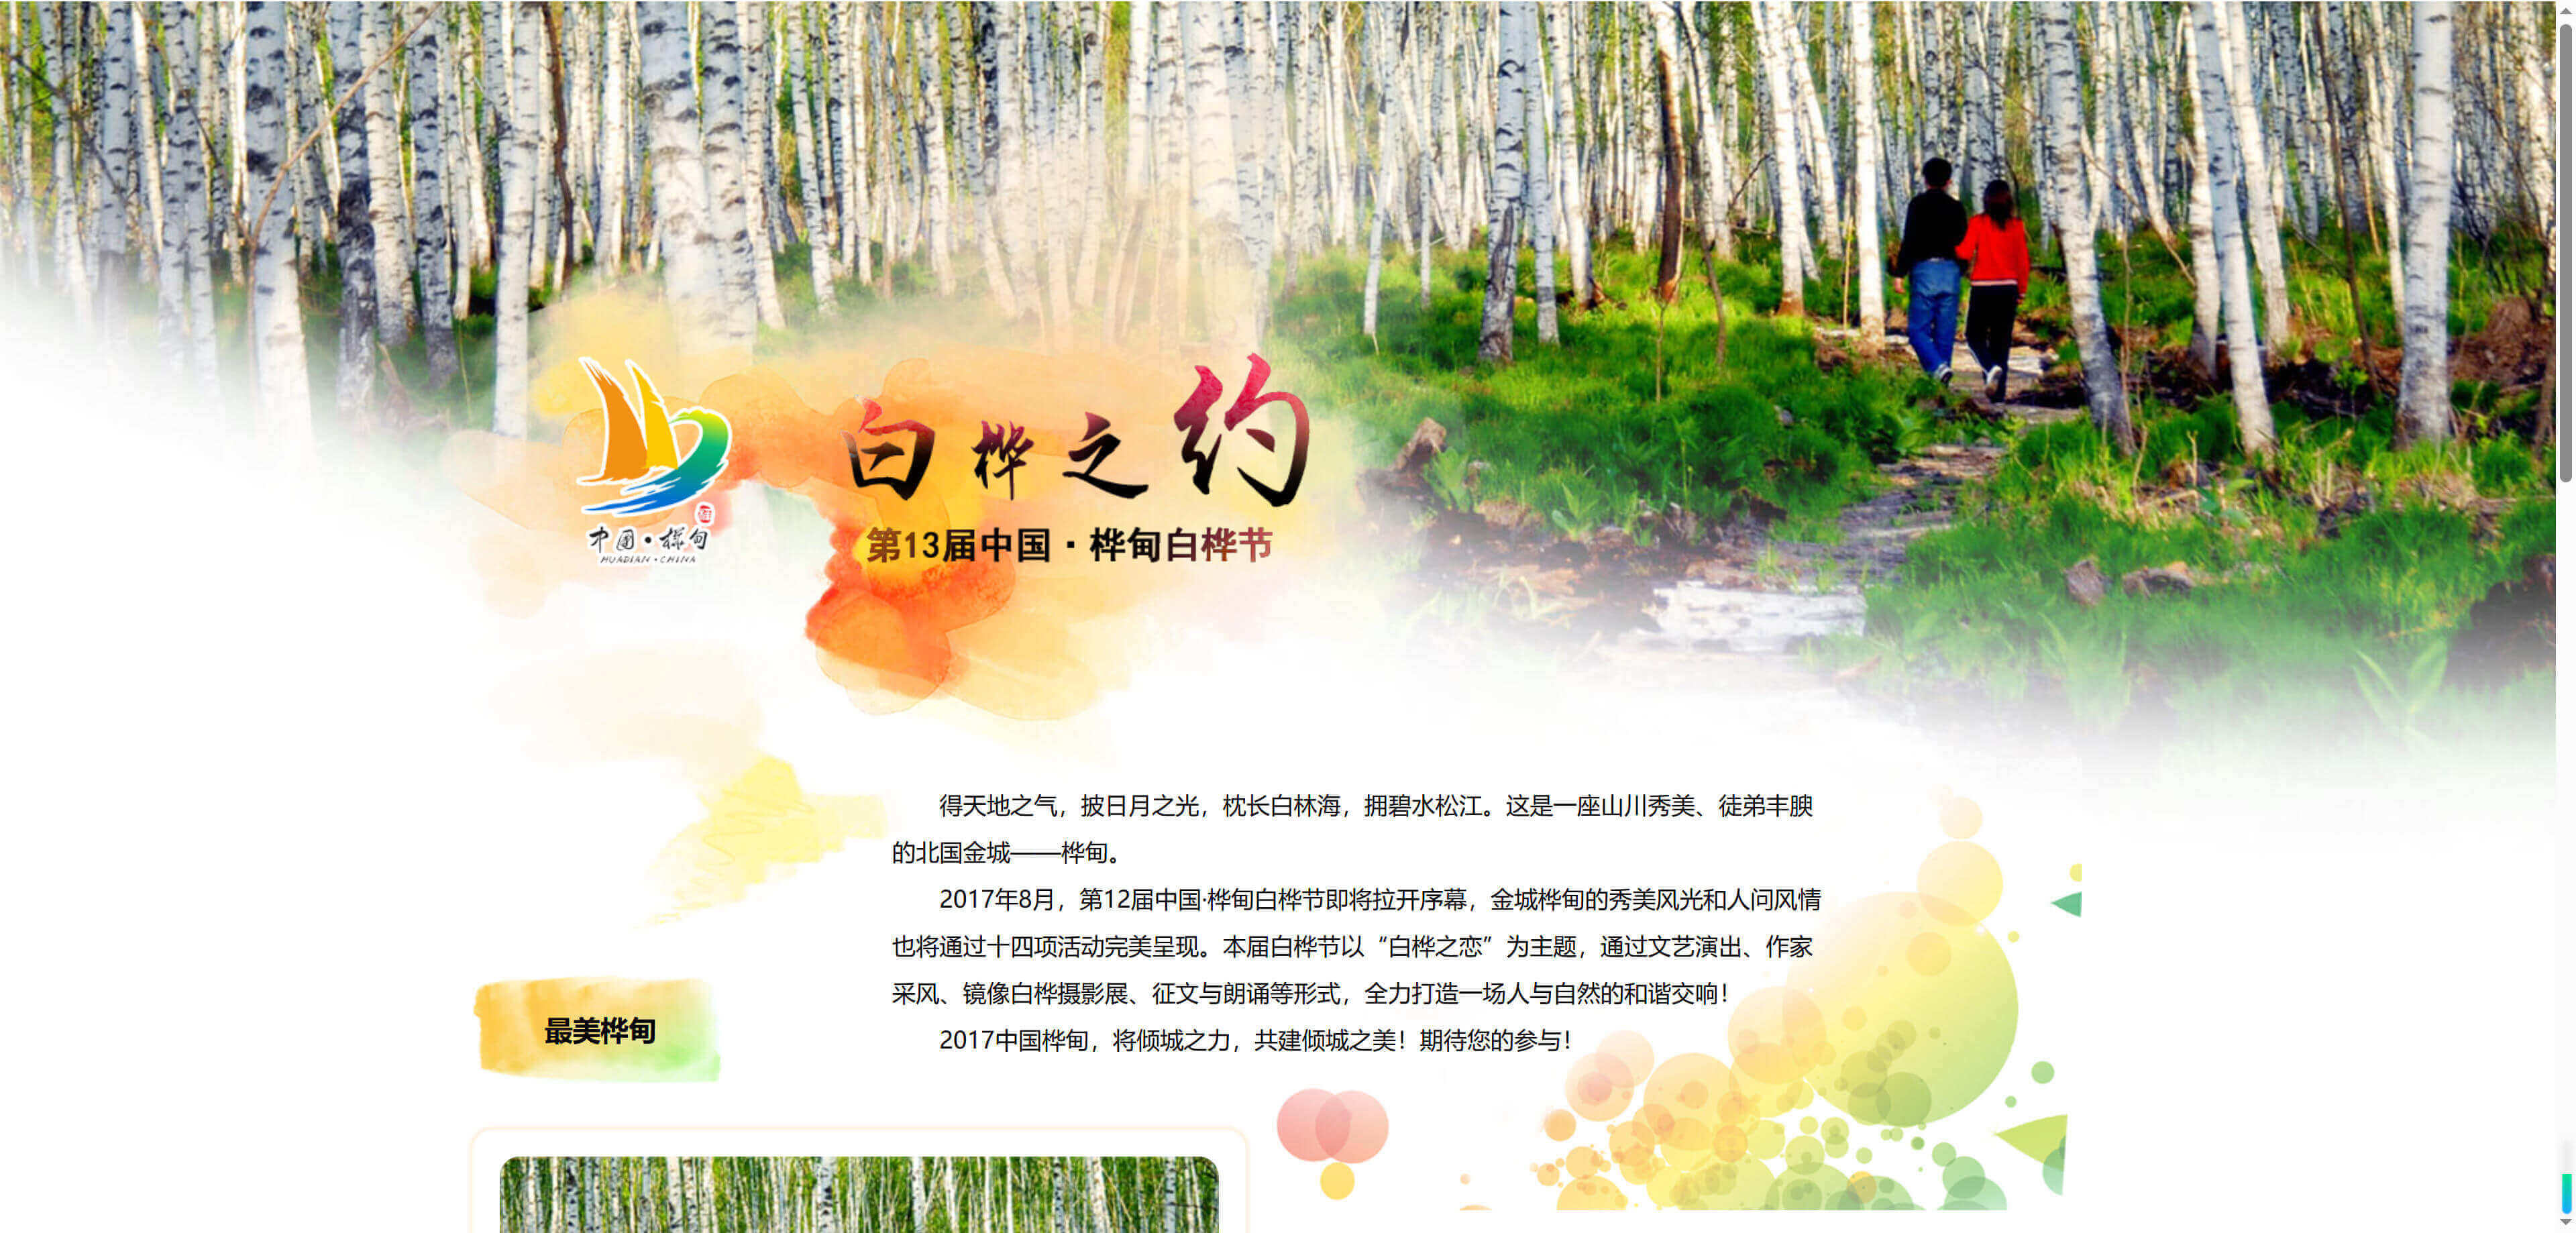 白桦之约
中国·桦甸
HUADIAN·CHINA
第13届中国·桦甸白桦节
得天地之气，披日月之光，枕长白林海，拥碧水松江。这是一座山川秀美、徒弟丰腴
的北国金城——桦甸。
2017年8月，第12届中国·桦甸白桦节即将拉开序幕，金城桦甸的秀美风光和人问风情
也将通过十四项活动完美呈现。本届白桦节以“白桦之恋”为主题，通过文艺演出、作家
采风、镜像白桦摄影展、征文与朗诵等形式，全力打造一场人与自然的和谐交响！
2017中国桦甸，将倾城之力，共建倾城之美！期待您的参与！
最美桦甸